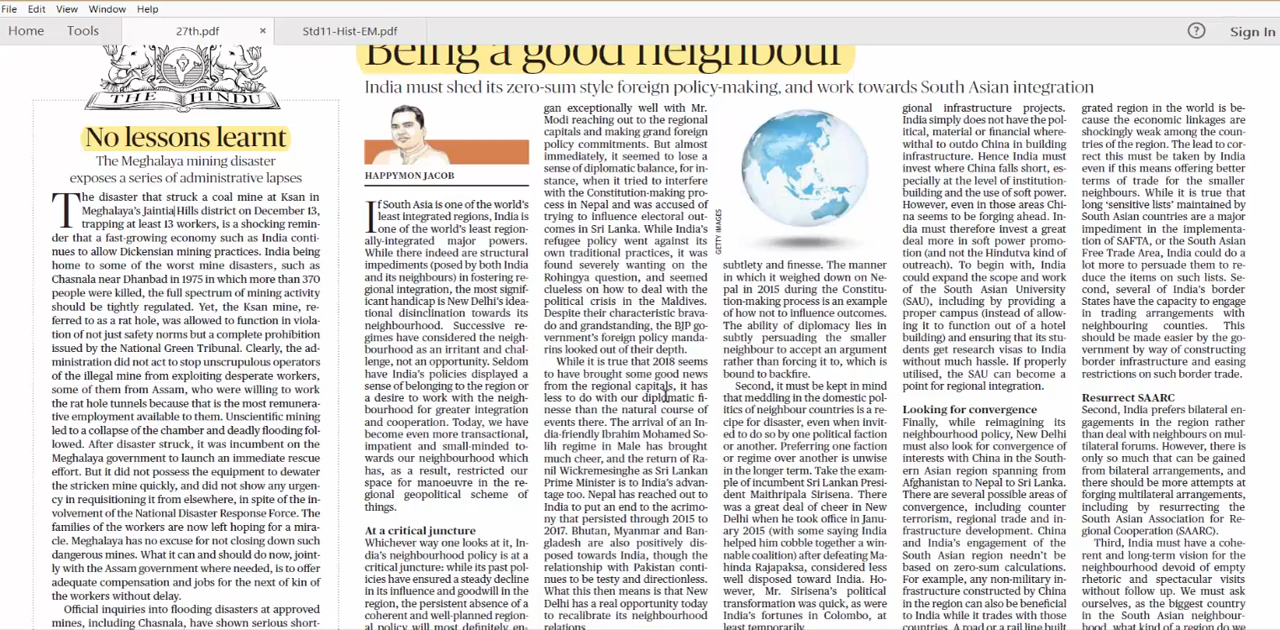 File Edit View Window Help
Home Tools 27th.pdf × Std11-Hist-EM.pdf ? Sign In
THE HINDU
No lessons learnt
The Meghalaya mining disaster
exposes a series of administrative lapses
The disaster that struck a coal mine at Ksan in
Meghalaya's Jaintia Hills district on December 13,
trapping at least 13 workers, is a shocking remin-
der that a fast-growing economy such as India conti-
nues to allow Dickensian mining practices. India being
home to some of the worst mine disasters, such as
Chasnala near Dhanbad in 1975 in which more than 370
people were killed, the full spectrum of mining activity
should be tightly regulated. Yet, the Ksan mine, re-
ferred to as a rat hole, was allowed to function in viola-
tion of not just safety norms but a complete prohibition
issued by the National Green Tribunal. Clearly, the ad-
ministration did not act to stop unscrupulous operators
of the illegal mine from exploiting desperate workers,
some of them from Assam, who were willing to work
the rat hole tunnels because that is the most remunera-
tive employment available to them. Unscientific mining
led to a collapse of the chamber and deadly flooding fol-
lowed. After disaster struck, it was incumbent on the
Meghalaya government to launch an immediate rescue
effort. But it did not possess the equipment to dewater
the stricken mine quickly, and did not show any urgen-
cy in requisitioning it from elsewhere, in spite of the in-
volvement of the National Disaster Response Force. The
families of the workers are now left hoping for a mira-
cle. Meghalaya has no excuse for not closing down such
dangerous mines. What it can and should do now, joint-
ly with the Assam government where needed, is to offer
adequate compensation and jobs for the next of kin of
the workers without delay.
Official inquiries into flooding disasters at approved
mines, including Chasnala, have shown serious short-
Being a good neighbour
India must shed its zero-sum style foreign policy-making, and work towards South Asian integration
HAPPYMON JACOB
If South Asia is one of the world's
least integrated regions, India is
one of the world's least region-
ally-integrated major powers.
While there indeed are structural
impediments (posed by both India
and its neighbours) in fostering re-
gional integration, the most signif-
icant handicap is New Delhi's idea-
tional disinclination towards its
neighbourhood. Successive re-
gimes have considered the neigh-
bourhood as an irritant and chal-
lenge, not an opportunity. Seldom
have India's policies displayed a
sense of belonging to the region or
a desire to work with the neigh-
bourhood for greater integration
and cooperation. Today, we have
become even more transactional,
impatient and small-minded to-
wards our neighbourhood which
has, as a result, restricted our
space for manoeuvre in the re-
gional geopolitical scheme of
things.
At a critical juncture
Whichever way one looks at it, In-
dia's neighbourhood policy is at a
critical juncture: while its past pol-
icies have ensured a steady decline
in its influence and goodwill in the
region, the persistent absence of a
coherent and well-planned region-
al policy will most definitely en-
gan exceptionally well with Mr.
Modi reaching out to the regional
capitals and making grand foreign
policy commitments. But almost
immediately, it seemed to lose a
sense of diplomatic balance, for in-
stance, when it tried to interfere
with the Constitution-making pro-
cess in Nepal and was accused of
trying to influence electoral out-
comes in Sri Lanka. While India's
refugee policy went against its
own traditional practices, it was
found severely wanting on the
Rohingya question, and seemed
clueless on how to deal with the
political crisis in the Maldives.
Despite their characteristic brava-
do and grandstanding, the BJP go-
vernment's foreign policy manda-
rins looked out of their depth.
While it is true that 2018 seems
to have brought some good news
from the regional capitals, it has
less to do with our diplomatic fi-
nesse than the natural course of
events there. The arrival of an In-
dia-friendly Ibrahim Mohamed So-
lih regime in Male has brought
much cheer, and the return of Ra-
nil Wickremesinghe as Sri Lankan
Prime Minister is to India's advan-
tage too. Nepal has reached out to
India to put an end to the acrimo-
ny that persisted through 2015 to
2017. Bhutan, Myanmar and Ban-
gladesh are also positively dis-
posed towards India, though the
relationship with Pakistan conti-
nues to be testy and directionless.
What this then means is that New
Delhi has a real opportunity today
to recalibrate its neighbourhood
relations.
GETTY IMAGES
subtlety and finesse. The manner
in which it weighed down on Ne-
pal in 2015 during the Constitu-
tion-making process is an example
of how not to influence outcomes.
The ability of diplomacy lies in
subtly persuading the smaller
neighbour to accept an argument
rather than forcing it to, which is
bound to backfire.
Second, it must be kept in mind
that meddling in the domestic pol-
itics of neighbour countries is a re-
cipe for disaster, even when invit-
ed to do so by one political faction
or another. Preferring one faction
or regime over another is unwise
in the longer term. Take the exam-
ple of incumbent Sri Lankan Presi-
dent Maithripala Sirisena. There
was a great deal of cheer in New
Delhi when he took office in Janu-
ary 2015 (with some saying India
helped him cobble together a win-
nable coalition) after defeating Ma-
hinda Rajapaksa, considered less
well disposed toward India. Ho-
wever, Mr. Sirisena's political
transformation was quick, as were
India's fortunes in Colombo, at
least temporarily.
gional infrastructure projects.
India simply does not have the pol-
itical, material or financial where-
withal to outdo China in building
infrastructure. Hence India must
invest where China falls short, es-
pecially at the level of institution-
building and the use of soft power.
However, even in those areas Chi-
na seems to be forging ahead. In-
dia must therefore invest a great
deal more in soft power promo-
tion (and not the Hindutva kind of
outreach). To begin with, India
could expand the scope and work
of the South Asian University
(SAU), including by providing a
proper campus (instead of allow-
ing it to function out of a hotel
building) and ensuring that its stu-
dents get research visas to India
without much hassle. If properly
utilised, the SAU can become a
point for regional integration.
Looking for convergence
Finally, while reimagining its
neighbourhood policy, New Delhi
must also look for convergence of
interests with China in the South-
ern Asian region spanning from
Afghanistan to Nepal to Sri Lanka.
There are several possible areas of
convergence, including counter
terrorism, regional trade and in-
frastructure development. China
and India's engagement of the
South Asian region needn't be
based on zero-sum calculations.
For example, any non-military in-
frastructure constructed by China
in the region can also be beneficial
to India while it trades with those
countries. A road or a rail line built
grated region in the world is be-
cause the economic linkages are
shockingly weak among the coun-
tries of the region. The lead to cor-
rect this must be taken by India
even if this means offering better
terms of trade for the smaller
neighbours. While it is true that
long 'sensitive lists' maintained by
South Asian countries are a major
impediment in the implementa-
tion of SAFTA, or the South Asian
Free Trade Area, India could do a
lot more to persuade them to re-
duce the items on such lists. Se-
cond, several of India's border
States have the capacity to engage
in trading arrangements with
neighbouring counties. This
should be made easier by the go-
vernment by way of constructing
border infrastructure and easing
restrictions on such border trade.
Resurrect SAARC
Second, India prefers bilateral en-
gagements in the region rather
than deal with neighbours on mul-
tilateral forums. However, there is
only so much that can be gained
from bilateral arrangements, and
there should be more attempts at
forging multilateral arrangements,
including by resurrecting the
South Asian Association for Re-
gional Cooperation (SAARC).
Third, India must have a cohe-
rent and long-term vision for the
neighbourhood devoid of empty
rhetoric and spectacular visits
without follow up. We must ask
ourselves, as the biggest country
in the South Asian neighbour-
hood, what kind of a region do we